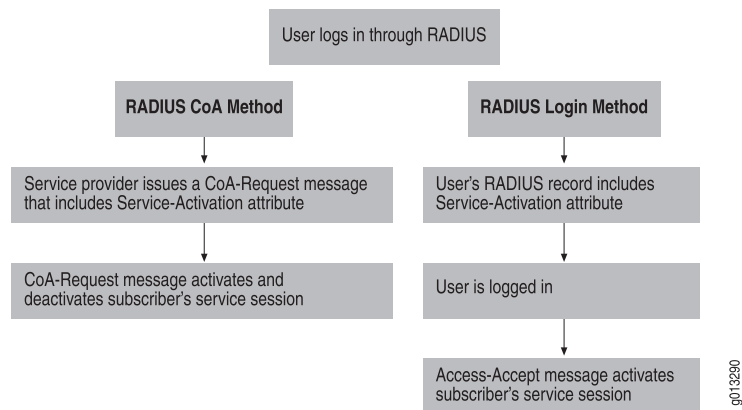 User logs in through RADIUS
RADIUS CoA Method
Service provider issues a CoA-Request message
that includes Service-Activation attribute
CoA-Request message activates and
deactivates subscriber’s service session
RADIUS Login Method
User’s RADIUS record includes
Service-Activation attribute
User is logged in
Access-Accept message activates
subscriber’s service session
g013290